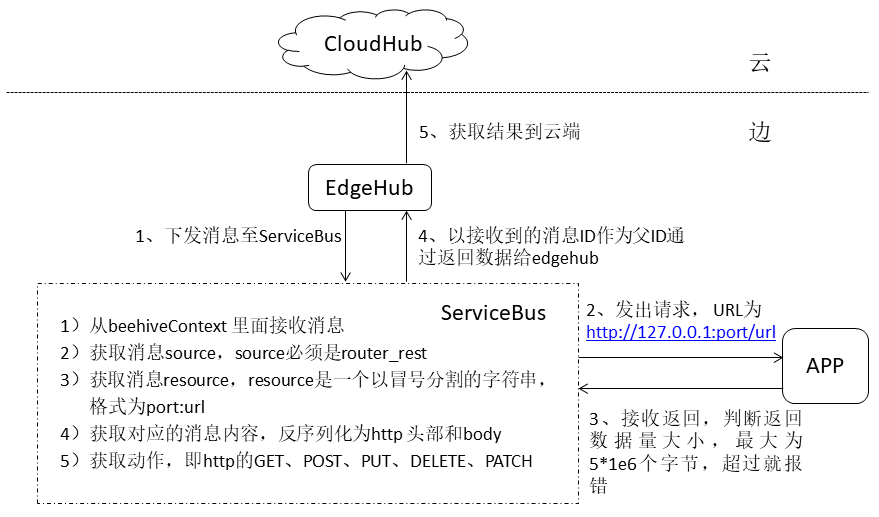 CloudHub
云
5、获取结果到云端
边
EdgeHub
1、下发消息至ServiceBus
4、以接收到的消息ID作为父ID通
过返回数据给edgehub
ServiceBus
1）从beehiveContext 里面接收消息
2）获取消息source，source必须是router_rest
3）获取消息resource，resource是一个以冒号分割的字符串，
格式为port:url
4）获取对应的消息内容，反序列化为http 头部和body
5）获取动作，即http的GET、POST、PUT、DELETE、PATCH
2、发出请求，URL为
http://127.0.0.1:port/url
APP
3、接收返回，判断返回
数据量大小，最大为
5*1e6个字节，超过就报
错